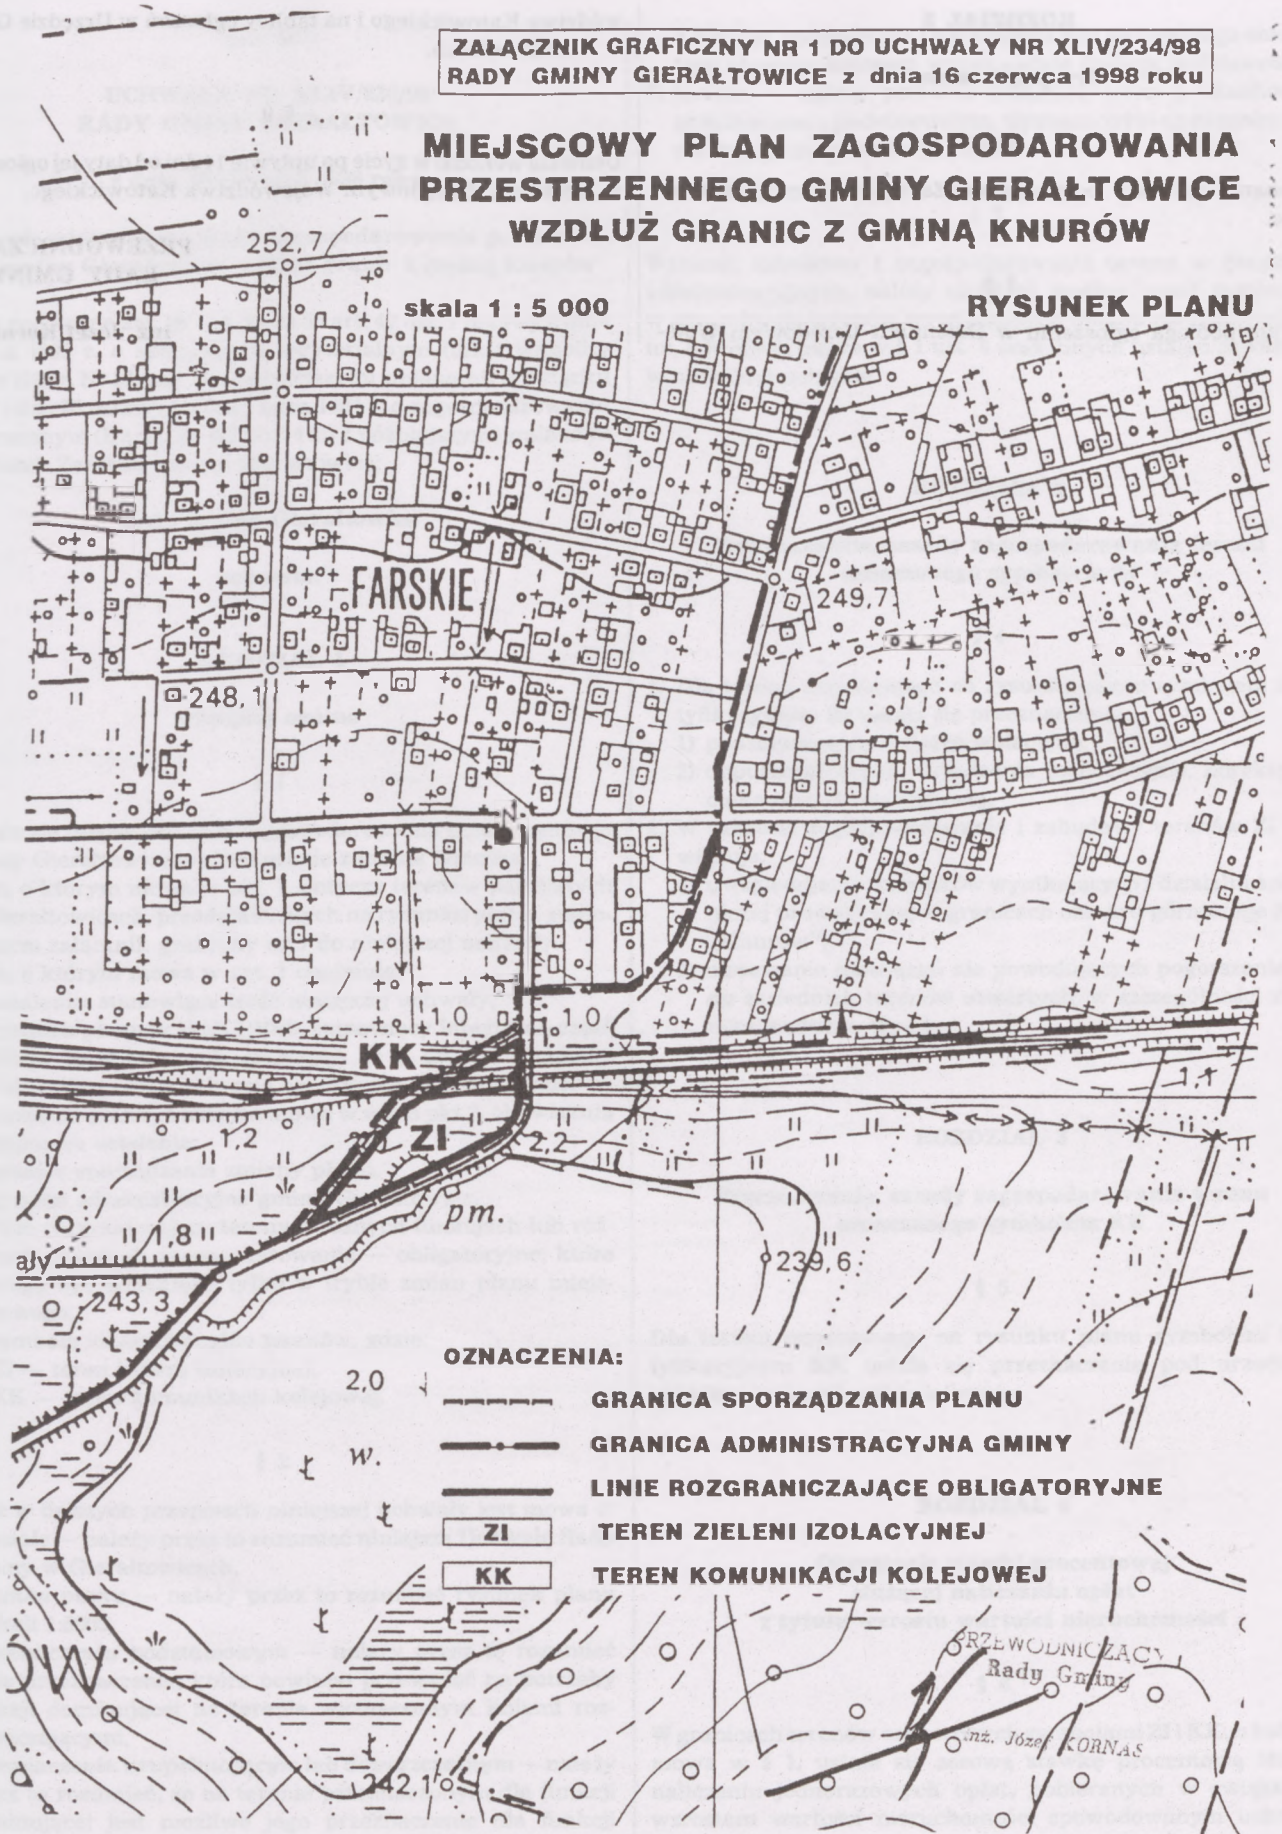 ZAŁĄCZNIK GRAFICZNY NR 1 DO UCHWAŁY NR XLIV/234/98
RADY GMINY GIERAŁTOWICE z dnia 16 czerwca 1998 roku
MIEJSCOWY PLAN ZAGOSPODAROWANIA
PRZESTRZENNEGO GMINY GIERAŁTOWICE
WZDŁUŻ GRANIC Z GMINĄ KNURÓW
252,7
skala 1 : 5 000
RYSUNEK PLANU
FARSKIE
249,7
248,1
1,0 1,0
KK
1,1
1,2
ZI
2,2
pm
1,8
ały
239,6
243,3
OZNACZENIA:
2,0
GRANICA SPORZĄDZANIA PLANU
GRANICA ADMINISTRACYJNA GMINY
w.
LINIE ROZGRANICZAJĄCE OBLIGATORYJNE
ZI TEREN ZIELENI IZOLACYJNEJ
KK TEREN KOMUNIKACJI KOLEJOWEJ
PRZEWODNICZĄCY
Rady Gminy
OW
inż. Józef KORNAS
242,1